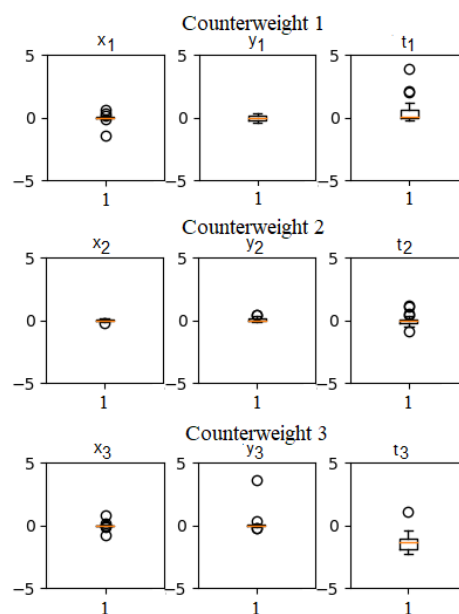 Counterweight 1
x1 y1 t1
5 5 5
0 0 0
−5 −5 −5
1 1 1
Counterweight 2
x2 y2 t2
5 5 5
0 0 0
−5 −5 −5
1 1 1
Counterweight 3
x3 y3 t3
5 5 5
0 0 0
−5 −5 −5
1 1 1